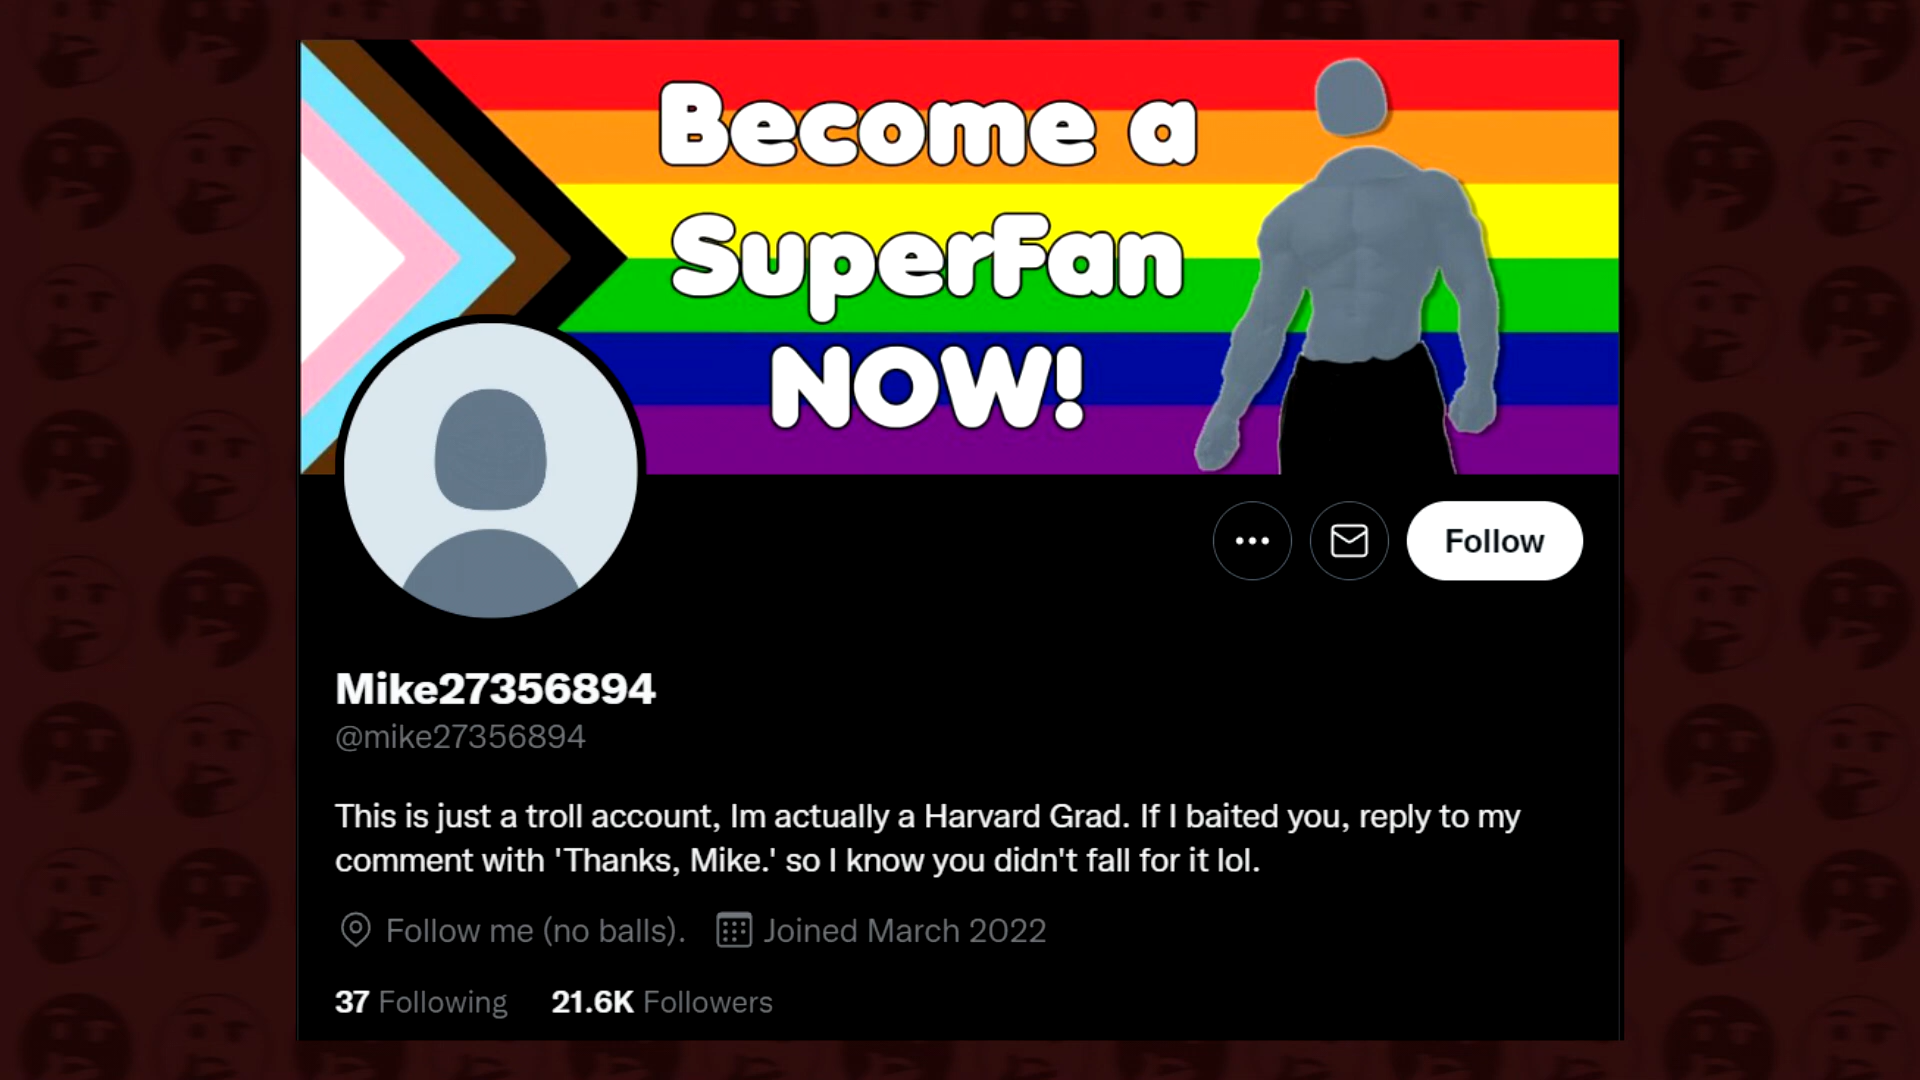 Become a
SuperFan
NOW!
Follow
Mike27356894
@mike27356894
This is just a troll account, Im actually a Harvard Grad. If I baited you, reply to my
comment with 'Thanks, Mike.' so I know you didn't fall for it lol.
Follow me (no balls). Joined March 2022
37 Following 21.6K Followers